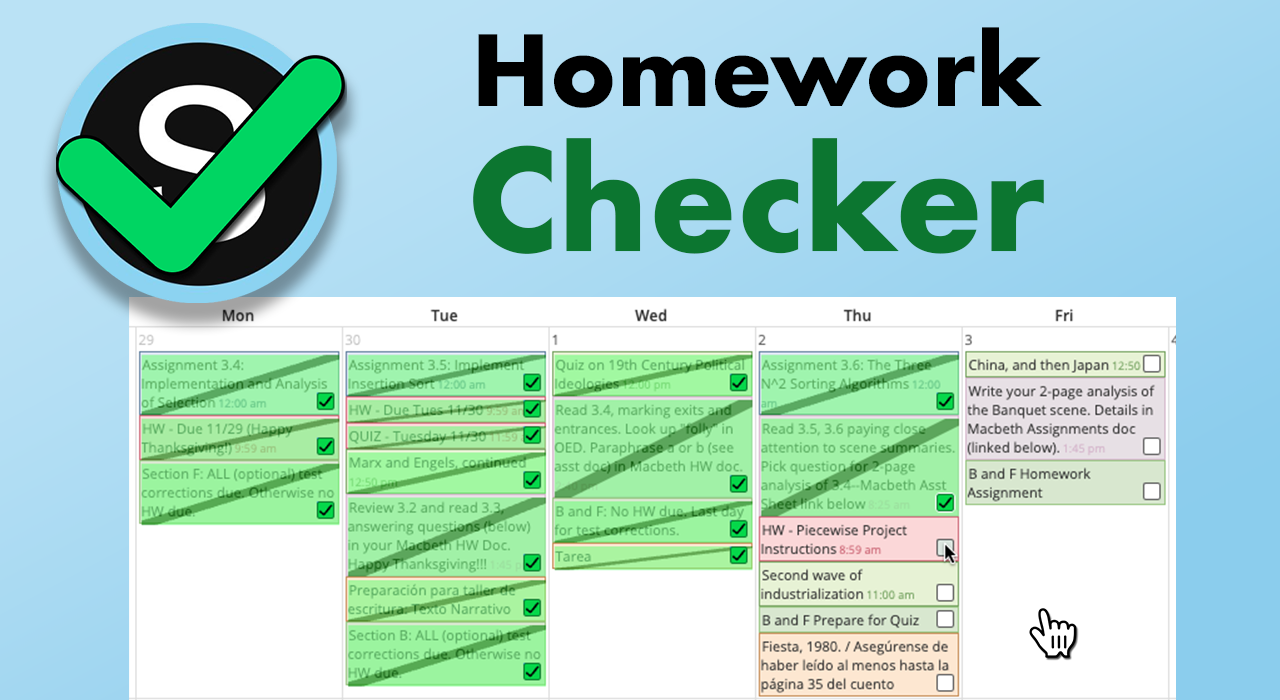 S
Homework
Checker
Mon
Tue
Wed
Thu
Fri
29
Assignment 3.4:
Implementation and Analysis
of Selection 12:00 am
HW - Due 11/29 (Happy
Thanksgiving!) 9:59 am
Section F: ALL (optional) test
corrections due. Otherwise no
HW due.
30
Assignment 3.5: Implement
Insertion Sort 12:00 am
HW - Due Tues 11/30 9:59 am
QUIZ - Tuesday 11/30 11:59
Marx and Engels, continued
12:50 pm
Review 3.2 and read 3.3,
answering questions (below)
in your Macbeth HW Doc.
Happy Thanksgiving!!! 1:45 p
Preparación para taller de
escritura: Texto Narrativo
Section B: ALL (optional) test
corrections due. Otherwise no
HW due.
1
Quiz on 19th Century Political
Ideologies 12:00 pm
Read 3.4, marking exits and
entrances. Look up "folly" in
OED. Paraphrase a or b (see
asst doc) in Macbeth HW doc.
B and F: No HW due. Last day
for test corrections.
Tarea
2
Assignment 3.6: The Three
N^2 Sorting Algorithms 12:00
am
Read 3.5, 3.6 paying close
attention to scene summaries.
Pick question for 2-page
analysis of 3.4--Macbeth Asst
Sheet link below 8:25 am
HW - Piecewise Project
Instructions 8:59 am
Second wave of
industrialization 11:00 am
B and F Prepare for Quiz
Fiesta, 1980. / Asegúrense de
haber leído al menos hasta la
página 35 del cuento
3
China, and then Japan 12:50
Write your 2-page analysis of
the Banquet scene. Details in
Macbeth Assignments doc
(linked below). 1:45 pm
B and F Homework
Assignment
4